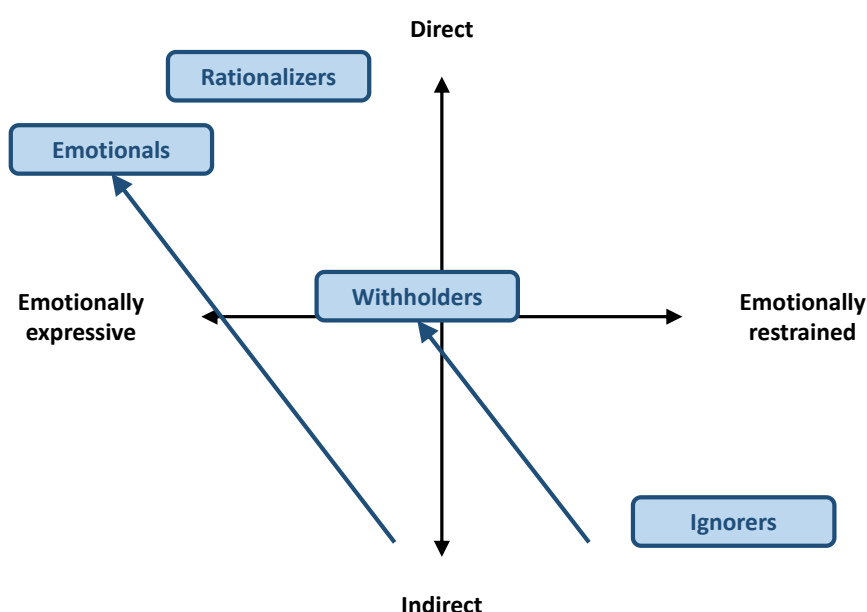 Direct
Rationalizers
Emotionals
Withholders
Emotionally
expressive
Emotionally
restrained
Ignorers
Indirect